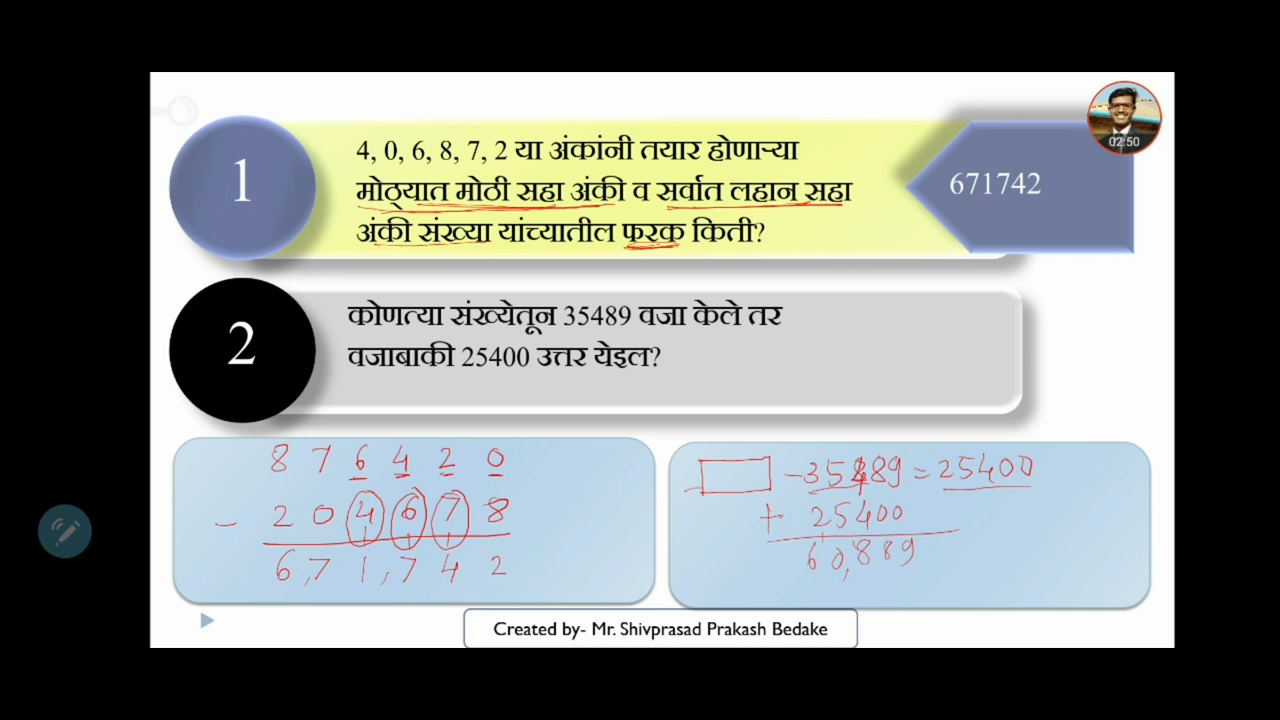 02:50
1
4, 0, 6, 8, 7, 2 या अंकांनी तयार होणाऱ्या
मोठ्यात मोठी सहा अंकी व सर्वात लहान सहा
अंकी संख्या यांच्यातील फरक किती?
671742
2
कोणत्या संख्येतून 35489 वजा केले तर
वजाबाकी 25400 उत्तर येइल?
8 7 6 4 2 0
- 2 0 4 6 7 8
6,7 1,7 4 2
- 35489 = 25400
+ 25400
60,889
Created by- Mr. Shivprasad Prakash Bedake